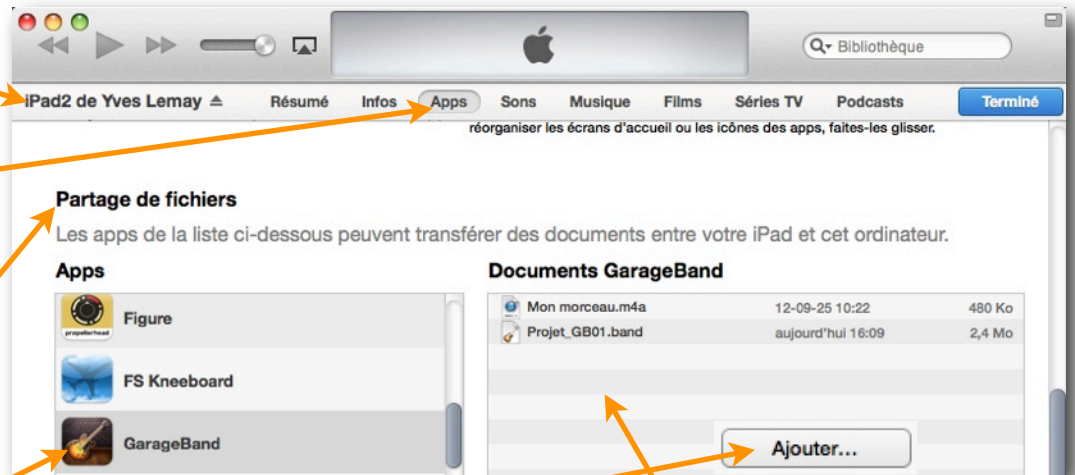 Bibliothèque
iPad2 de Yves Lemay Résumé Infos Apps Sons Musique Films Séries TV Podcasts Terminé
réorganiser les écrans d'accueil ou les icônes des apps, faites-les glisser.
Partage de fichiers
Les apps de la liste ci-dessous peuvent transférer des documents entre votre iPad et cet ordinateur.
Apps
Documents GarageBand
propellerhead
Figure
FS Kneeboard
GarageBand
Mon morceau.m4a 12-09-25 10:22 480 Ko
Projet_GB01.band aujourd'hui 16:09 2,4 Mo
Ajouter...